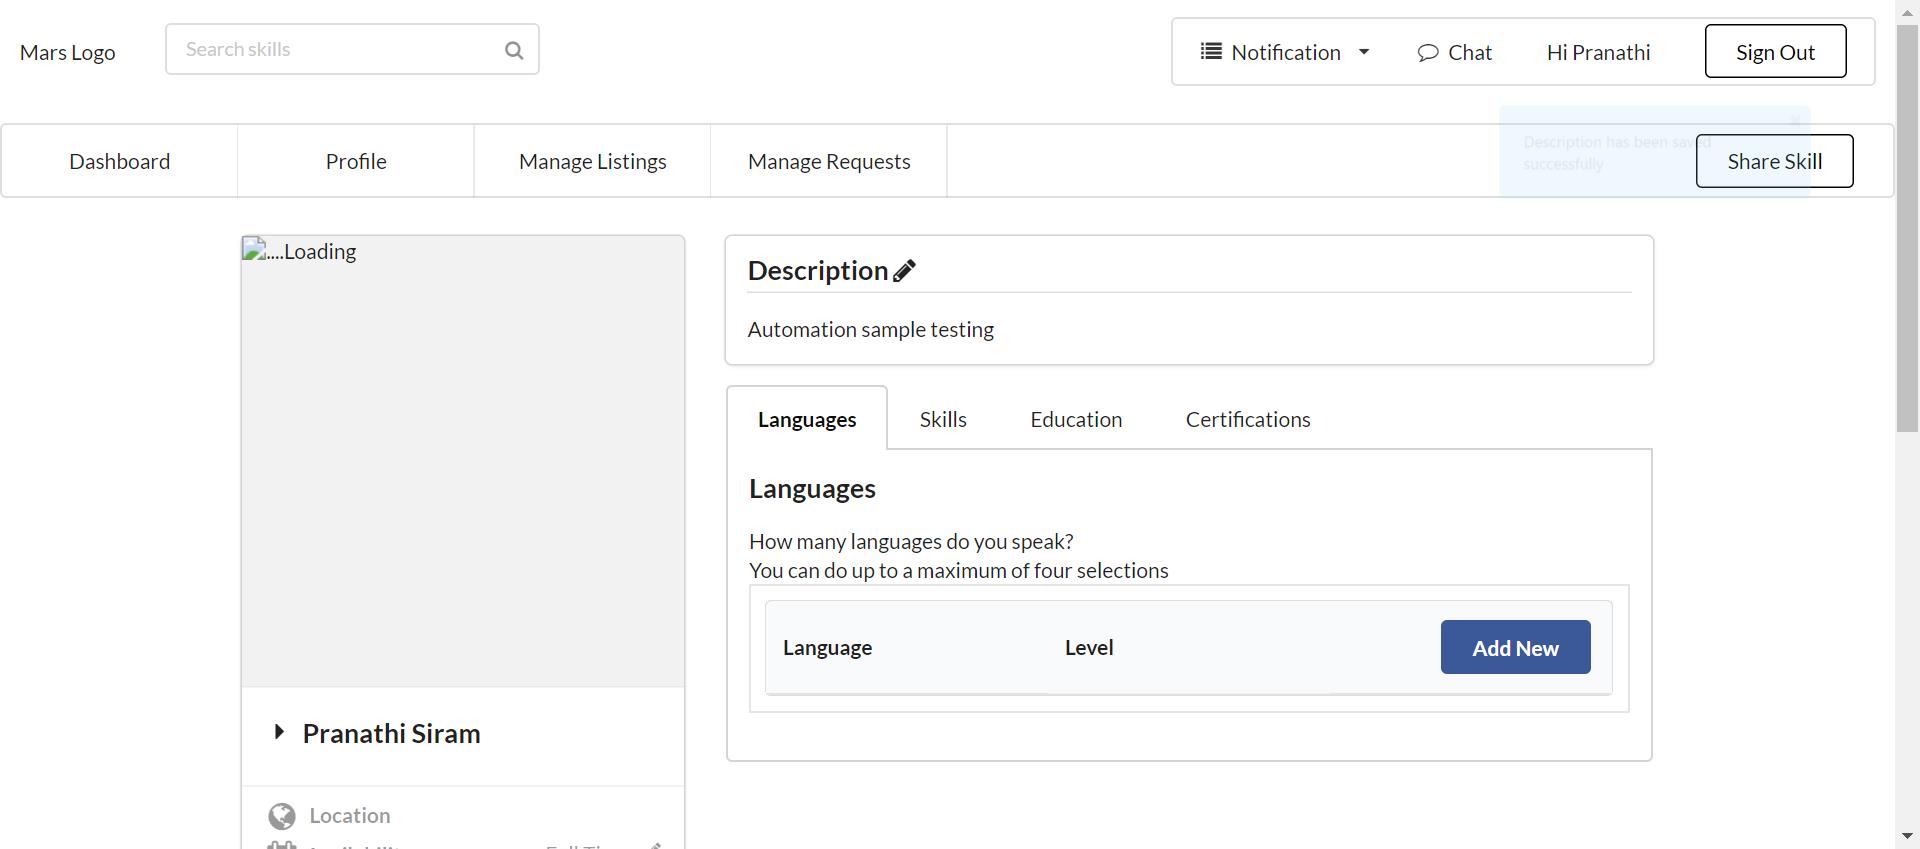 Mars Logo
Search skills
Notification
Chat
Hi Pranathi
Sign Out
Dashboard
Profile
Manage Listings
Manage Requests
Description has been saved
successfully
Share Skill
....Loading
Description
Automation sample testing
Languages
Skills
Education
Certifications
Languages
How many languages do you speak?
You can do up to a maximum of four selections
Language
Level
Add New
Pranathi Siram
Location